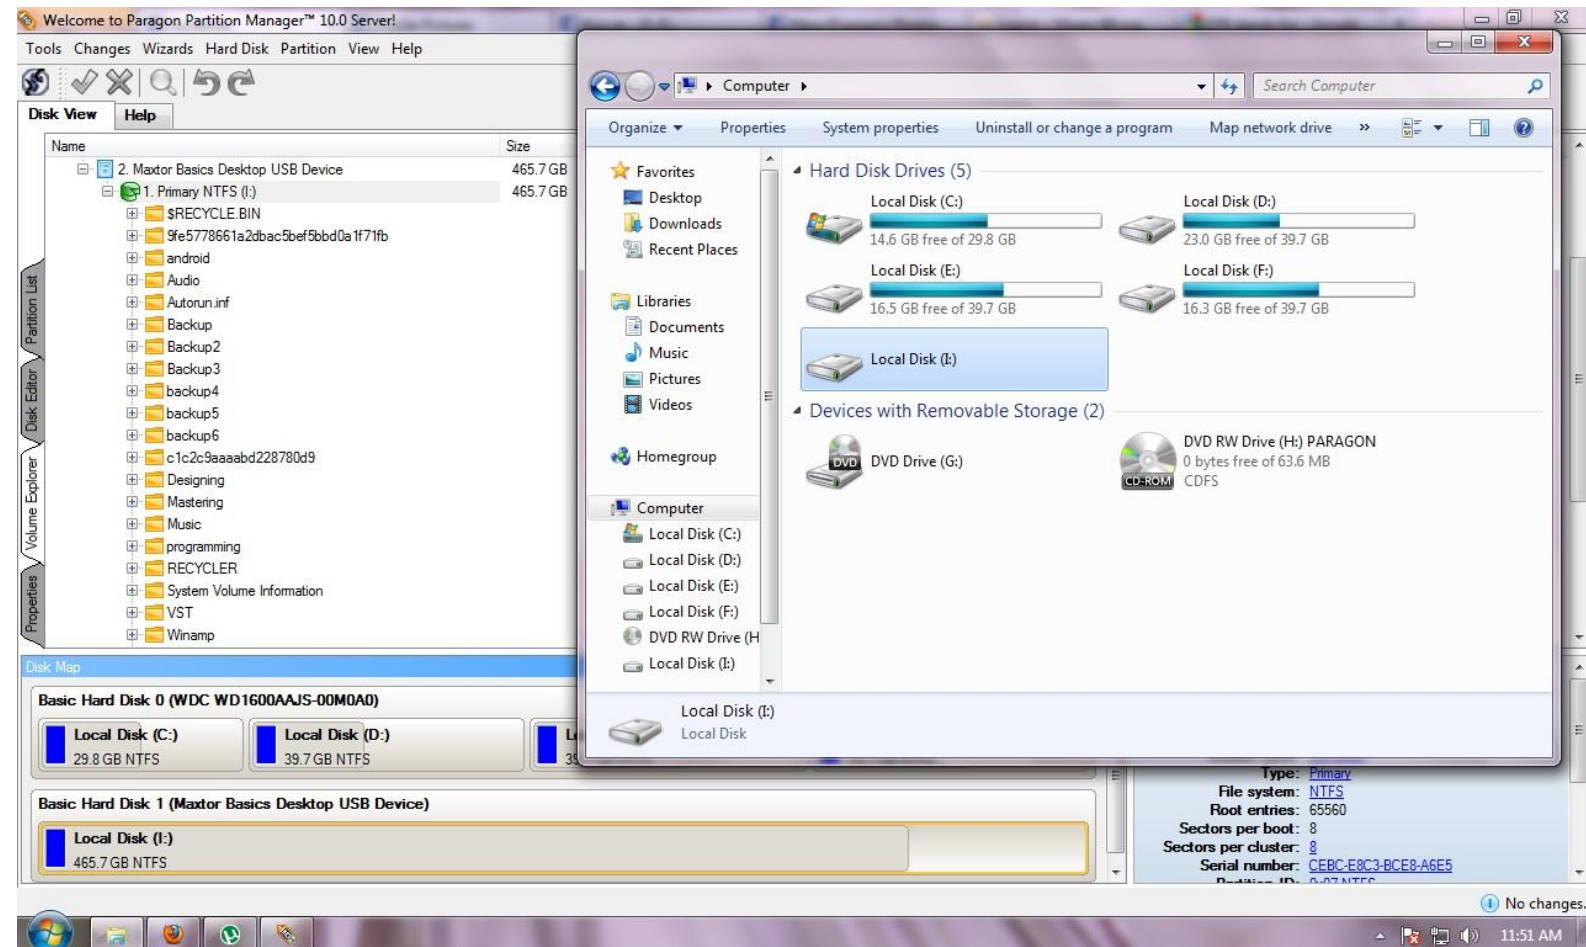 Welcome to Paragon Partition Manager™ 10.0 Server!
Tools Changes Wizards Hard Disk Partition View Help
Disk View Help
Name Size
2. Maxtor Basics Desktop USB Device 465.7 GB
1. Primary NTFS (I:) 465.7 GB
$RECYCLE.BIN
9fe5778661a2dbac5bef5bbd0a1f71fb
android
Audio
Autorun.inf
Backup
Backup2
Backup3
backup4
backup5
backup6
c1c2c9aaaabd228780d9
Designing
Mastering
Music
programming
RECYCLER
System Volume Information
VST
Winamp
Partition List
Disk Editor
Volume Explorer
Properties
Computer
Search Computer
Organize Properties System properties Uninstall or change a program Map network drive »
Favorites
Desktop
Downloads
Recent Places
Libraries
Documents
Music
Pictures
Videos
Homegroup
Computer
Local Disk (C:)
Local Disk (D:)
Local Disk (E:)
Local Disk (F:)
DVD RW Drive (H
Local Disk (I:)
Hard Disk Drives (5)
Local Disk (C:)
14.6 GB free of 29.8 GB
Local Disk (D:)
23.0 GB free of 39.7 GB
Local Disk (E:)
16.5 GB free of 39.7 GB
Local Disk (F:)
16.3 GB free of 39.7 GB
Local Disk (I:)
Devices with Removable Storage (2)
DVD
DVD Drive (G:)
CD-ROM
DVD RW Drive (H:) PARAGON
0 bytes free of 63.6 MB
CDFS
Local Disk (I:)
Local Disk
Disk Map
Basic Hard Disk 0 (WDC WD1600AAJS-00M0A0)
Local Disk (C:)
29.8 GB NTFS
Local Disk (D:)
39.7 GB NTFS
Basic Hard Disk 1 (Maxtor Basics Desktop USB Device)
Local Disk (I:)
465.7 GB NTFS
Type: Primary
File system: NTFS
Root entries: 65560
Sectors per boot: 8
Sectors per cluster: 8
Serial number: CEBC-E8C3-BCE8-A6E5
No changes.
11:51 AM